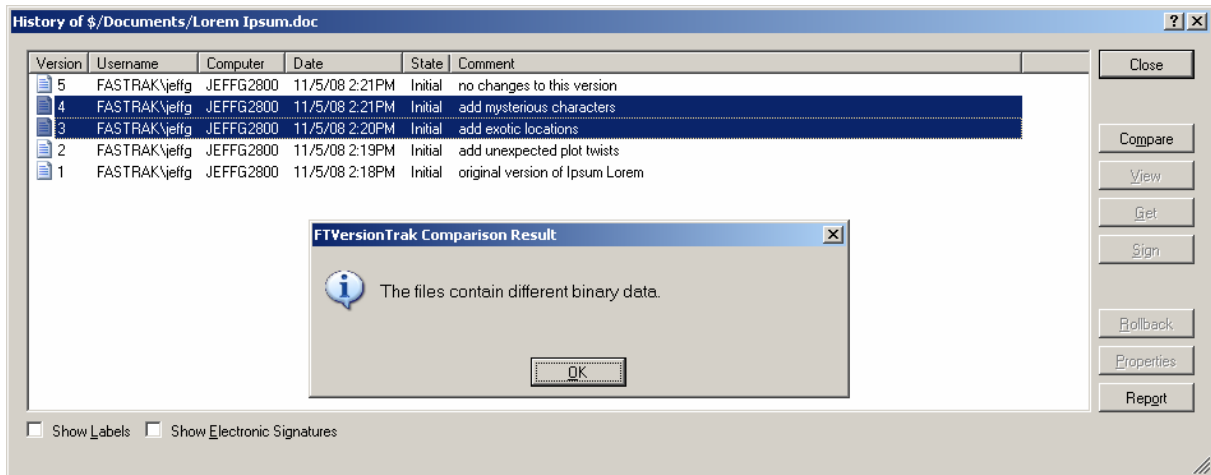 History of $/Documents/Lorem Ipsum.doc
Version Username Computer Date State Comment
5 FASTRAK\jeffg JEFFG2800 11/5/08 2:21PM Initial no changes to this version
4 FASTRAK\jeffg JEFFG2800 11/5/08 2:21PM Initial add mysterious characters
3 FASTRAK\jeffg JEFFG2800 11/5/08 2:20PM Initial add exotic locations
2 FASTRAK\jeffg JEFFG2800 11/5/08 2:19PM Initial add unexpected plot twists
1 FASTRAK\jeffg JEFFG2800 11/5/08 2:18PM Initial original version of Ipsum Lorem
FTVersionTrak Comparison Result
The files contain different binary data.
OK
Close
Compare
View
Get
Sign
Rollback
Properties
Report
Show Labels Show Electronic Signatures